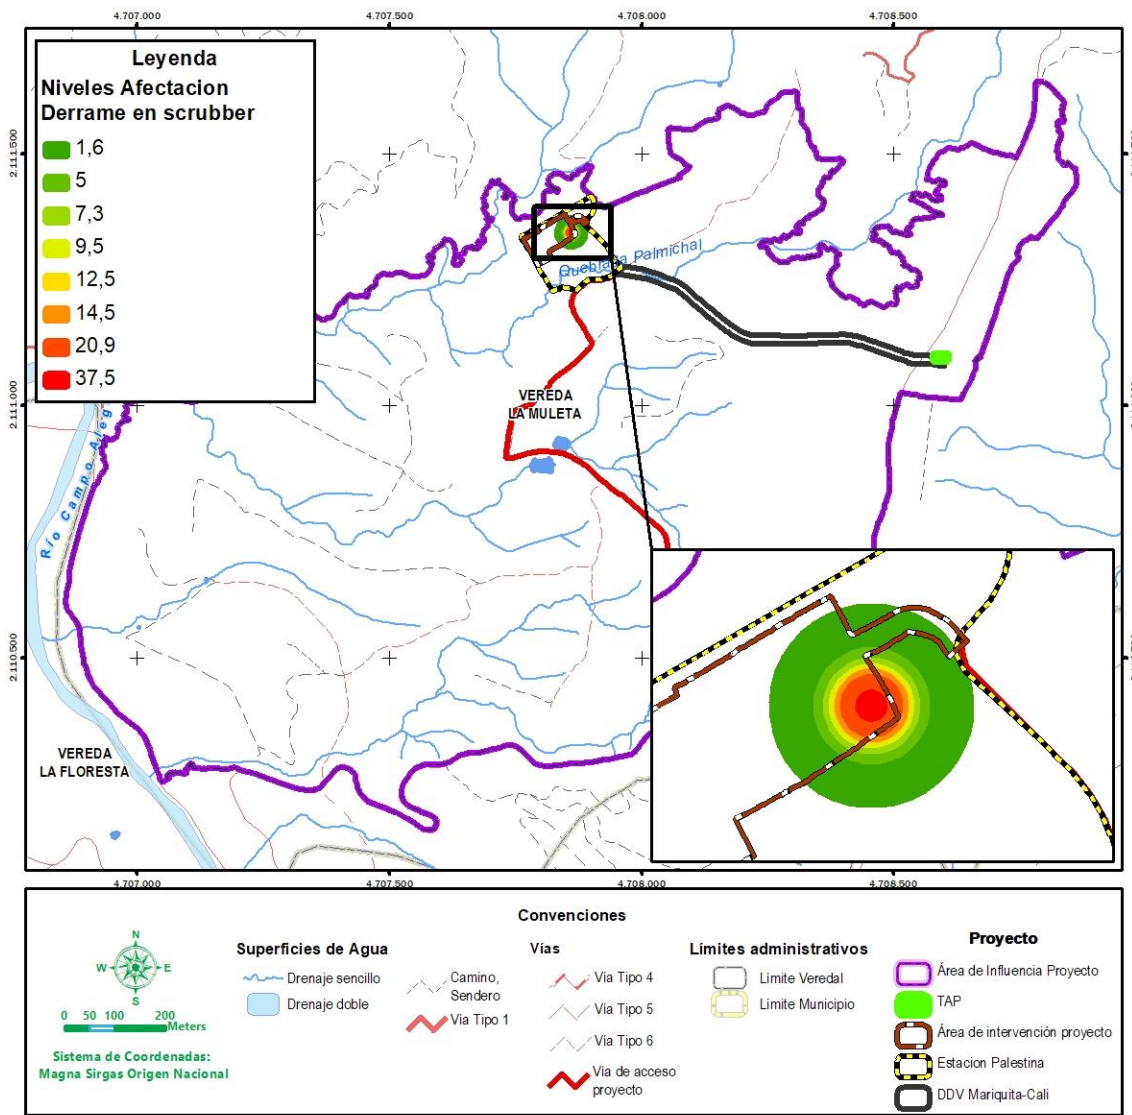 4.707.000
4.707.500
4.708.000
4.708.500
Leyenda
Niveles Afectacion
Derrame en scrubber
1,6
5
7,3
9,5
12,5
14,5
20,9
37,5
2.111.500
2.111.000
2.110.500
Quebrada Palmichal
VEREDA
LA MULETA
Río Campo Aleg
VEREDA
LA FLORESTA
4.707.000
4.707.500
4.708.000
4.708.500
Convenciones
N
W
E
S
0 50 100 200
Meters
Sistema de Coordenadas:
Magna Sirgas Origen Nacional
Superficies de Agua
Drenaje sencillo
Drenaje doble
Camino,
Sendero
Via Tipo 1
Vías
Via Tipo 4
Via Tipo 5
Via Tipo 6
Via de acceso
proyecto
Límites administrativos
Limite Veredal
Limite Municipio
Proyecto
Área de Influencia Proyecto
TAP
Área de intervención proyecto
Estacion Palestina
DDV Mariquita-Cali